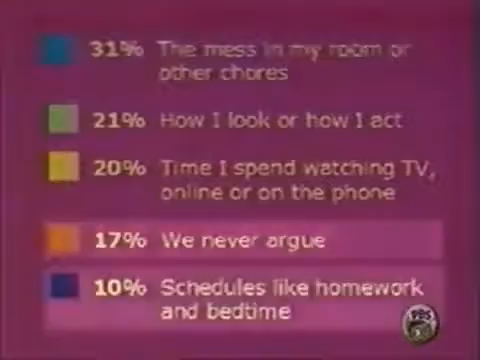 31% The mess in my room or
other chores
21% How I look or how I act
20% Time I spend watching TV,
online or on the phone
17% We never argue
10% Schedules like homework
and bedtime
PBS